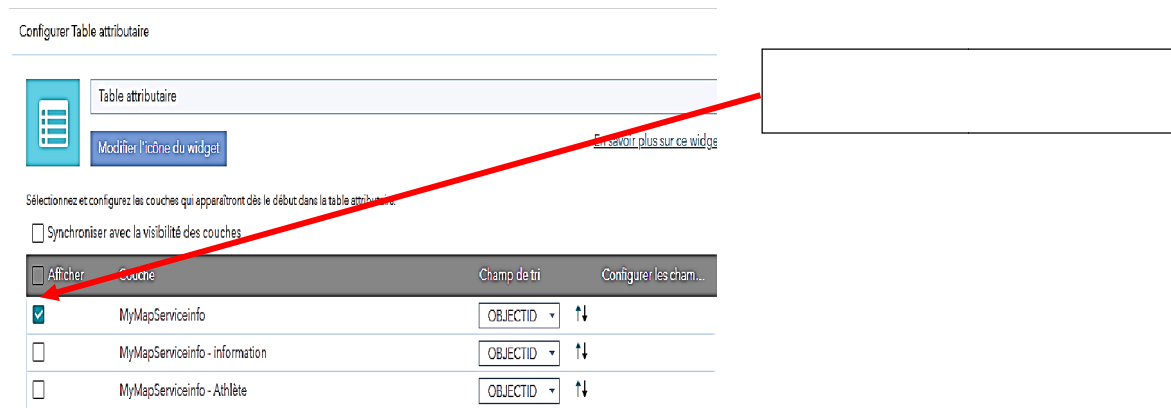 Configurer Table attributaire
Table attributaire
Modifier l'icône du widget
En savoir plus sur ce widge
Sélectionnez et configurez les couches qui apparaîtront dès le début dans la table attributaire.
Synchroniser avec la visibilité des couches
Afficher Couche Champ de tri Configurer les cham...
MyMapServiceinfo OBJECTID
MyMapServiceinfo - information OBJECTID
MyMapServiceinfo - Athlète OBJECTID